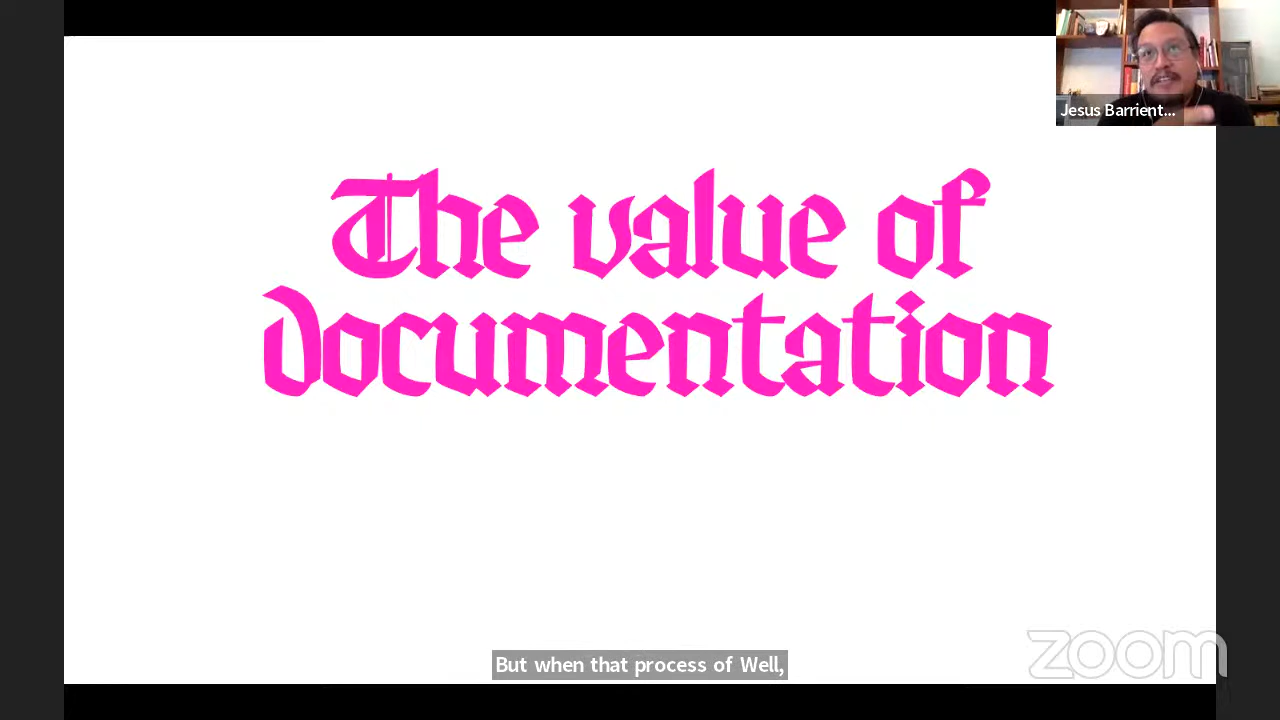 Jesus Barrient...
The value of
documentation
But when that process of Well,
zoom